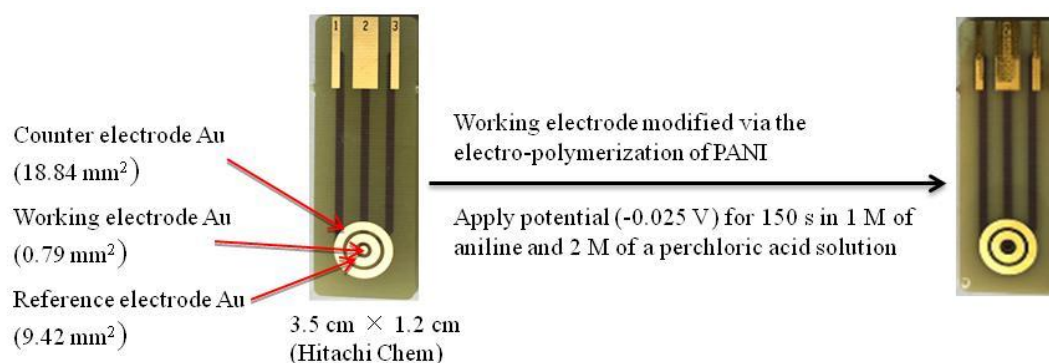 1 2 3
Counter electrode Au
(18.84 mm²)
Working electrode Au
(0.79 mm²)
Reference electrode Au
(9.42 mm²)
3.5 cm × 1.2 cm
(Hitachi Chem)
Working electrode modified via the
electro-polymerization of PANI
Apply potential (-0.025 V) for 150 s in 1 M of
aniline and 2 M of a perchloric acid solution